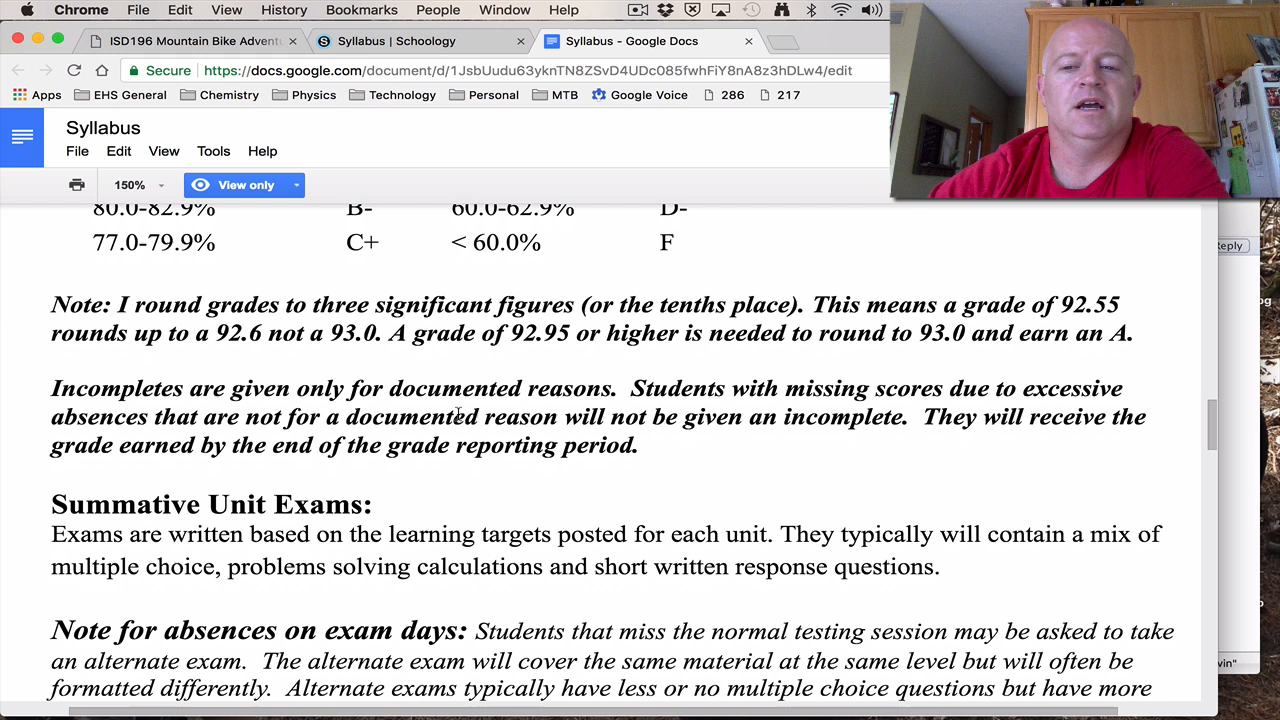 Chrome File Edit View History Bookmarks People Window Help
ISD196 Mountain Bike Advent
Syllabus | Schoology
Syllabus - Google Docs
Secure https://docs.google.com/document/d/1JsbUudu63yknTN8ZSvD4UDc085fwhFiY8nA8z3hDLw4/edit
Apps EHS General Chemistry Physics Technology Personal MTB Google Voice 286 217
Syllabus
File Edit View Tools Help
150% View only
80.0-82.9% B- 60.0-62.9% D-
77.0-79.9% C+ < 60.0% F
Reply
Note: I round grades to three significant figures (or the tenths place). This means a grade of 92.55
rounds up to a 92.6 not a 93.0. A grade of 92.95 or higher is needed to round to 93.0 and earn an A.
Incompletes are given only for documented reasons. Students with missing scores due to excessive
absences that are not for a documented reason will not be given an incomplete. They will receive the
grade earned by the end of the grade reporting period.
Summative Unit Exams:
Exams are written based on the learning targets posted for each unit. They typically will contain a mix of
multiple choice, problems solving calculations and short written response questions.
Note for absences on exam days: Students that miss the normal testing session may be asked to take
an alternate exam. The alternate exam will cover the same material at the same level but will often be
formatted differently. Alternate exams typically have less or no multiple choice questions but have more